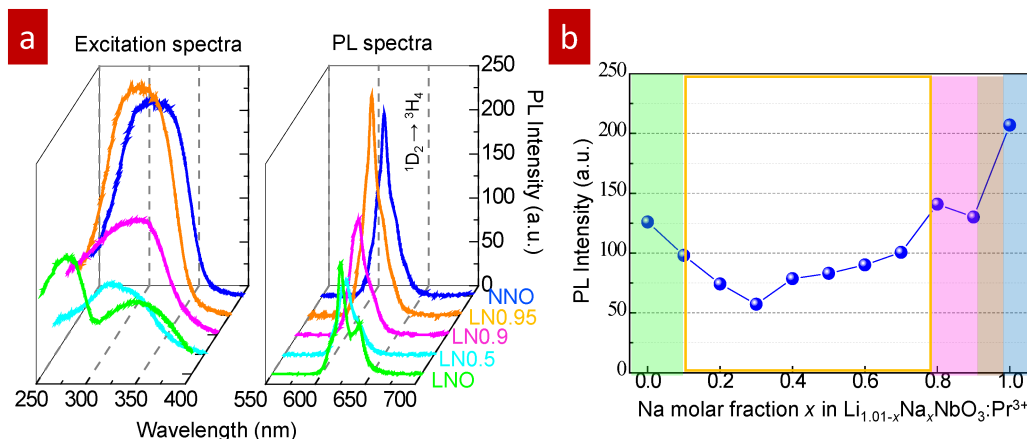 a
Excitation spectra
PL spectra
250
200
150
100
50
0
PL Intensity (a.u.)
¹D₂ → ³H₄
NNO
LN0.95
LN0.9
LN0.5
LNO
250 300 350 400 450 500 550
550 600 650 700
Wavelength (nm)
b
250
200
150
100
50
0
PL Intensity (a.u.)
0.0 0.2 0.4 0.6 0.8 1.0
Na molar fraction x in Li₁.₀₁₋ₓNaₓNbO₃:Pr³⁺